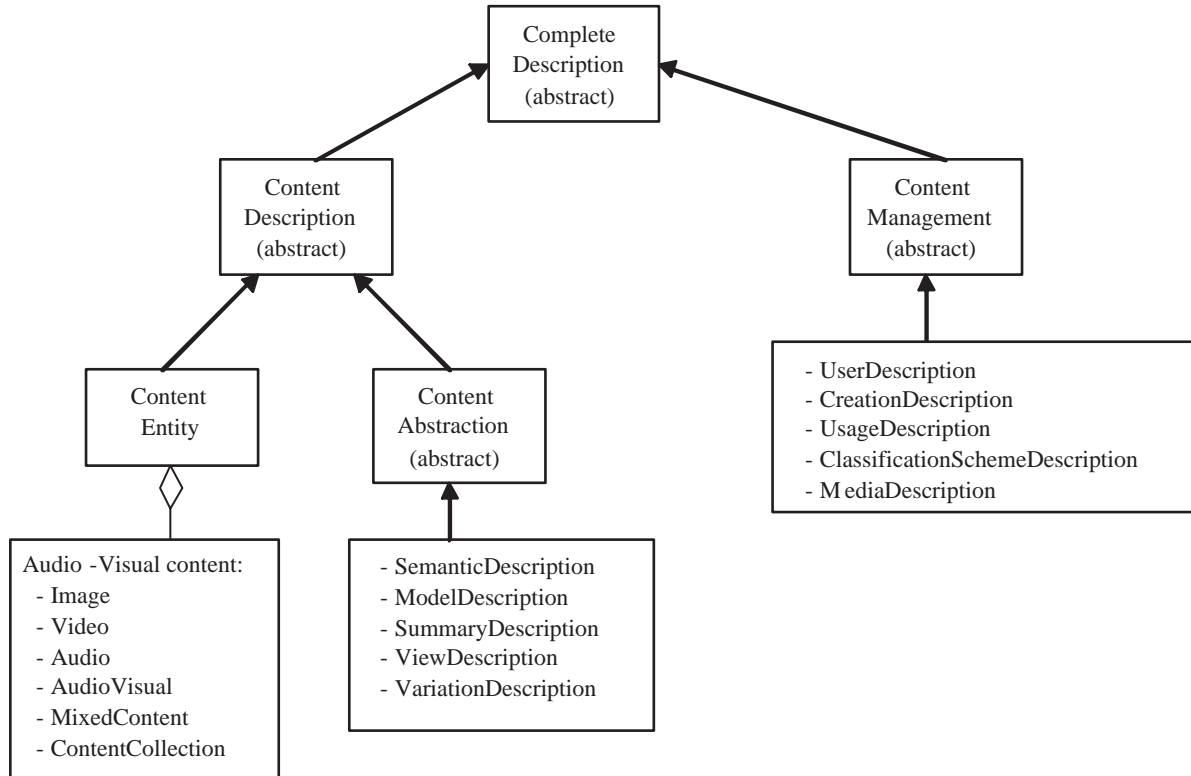 Complete
Description
(abstract)
Content
Description
(abstract)
Content
Management
(abstract)
Content
Entity
Content
Abstraction
(abstract)
- UserDescription
- CreationDescription
- UsageDescription
- ClassificationSchemeDescription
- MediaDescription
Audio -Visual content:
- Image
- Video
- Audio
- AudioVisual
- MixedContent
- ContentCollection
- SemanticDescription
- ModelDescription
- SummaryDescription
- ViewDescription
- VariationDescription